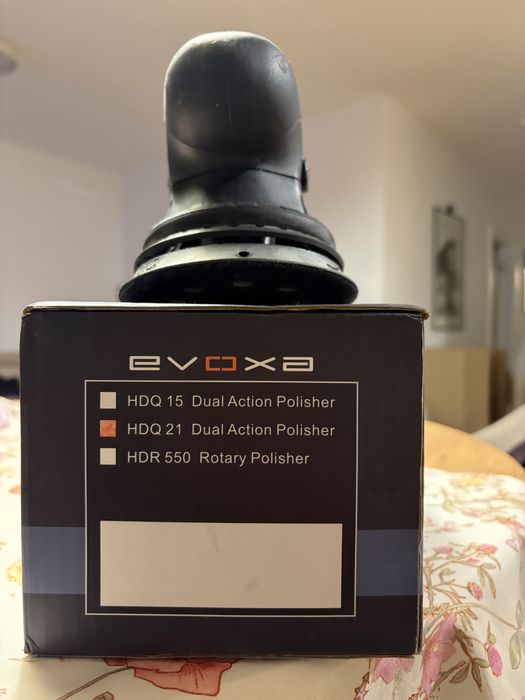 evoxa
HDQ 15 Dual Action Polisher
HDQ 21 Dual Action Polisher
HDR 550 Rotary Polisher